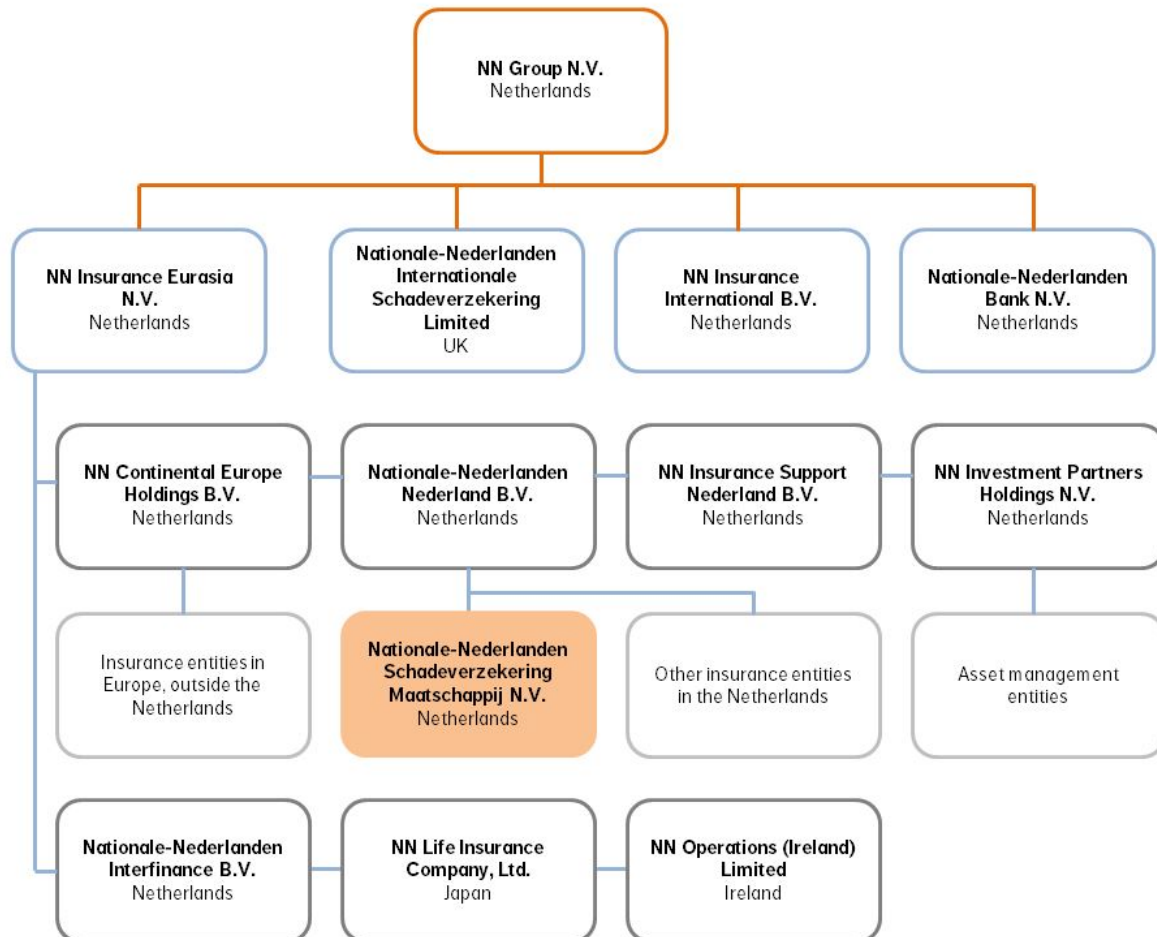 NN Group N.V.
Netherlands
NN Insurance Eurasia
N.V.
Netherlands
Nationale-Nederlanden
Internationale
Schadeverzekering
Limited
UK
NN Insurance
International B.V.
Netherlands
Nationale-Nederlanden
Bank N.V.
Netherlands
NN Continental Europe
Holdings B.V.
Netherlands
Nationale-Nederlanden
Nederland B.V.
Netherlands
NN Insurance Support
Nederland B.V.
Netherlands
NN Investment Partners
Holdings N.V.
Netherlands
Insurance entities in
Europe, outside the
Netherlands
Nationale-Nederlanden
Schadeverzekering
Maatschappij N.V.
Netherlands
Other insurance entities
in the Netherlands
Asset management
entities
Nationale-Nederlanden
Interfinance B.V.
Netherlands
NN Life Insurance
Company, Ltd.
Japan
NN Operations (Ireland)
Limited
Ireland